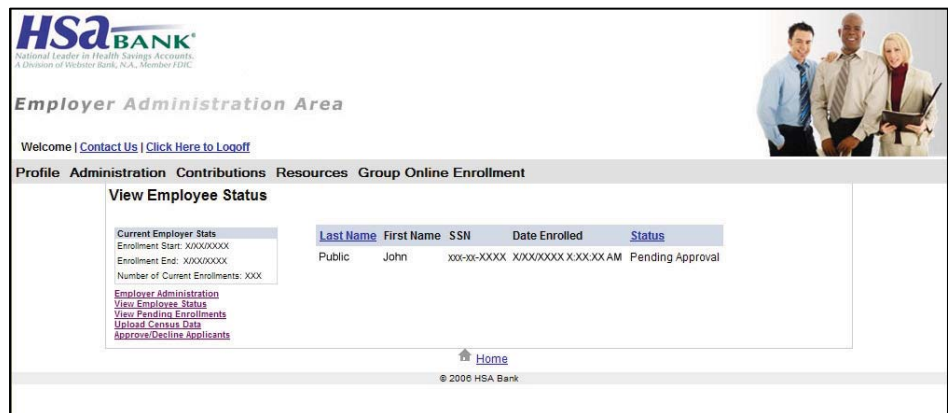 HSA BANK®
National Leader in Health Savings Accounts.
A Division of Webster Bank, N.A., Member FDIC
Employer Administration Area
Welcome | Contact Us | Click Here to Logoff
Profile Administration Contributions Resources Group Online Enrollment
View Employee Status
Current Employer Stats
Enrollment Start: X/XX/XXXX
Enrollment End: X/XX/XXXX
Number of Current Enrollments: XXX
Employer Administration
View Employee Status
View Pending Enrollments
Upload Census Data
Approve/Decline Applicants
Last Name First Name SSN Date Enrolled Status
Public John xxx-xx-XXXX X/XX/XXXX X:XX:XX AM Pending Approval
Home
© 2006 HSA Bank